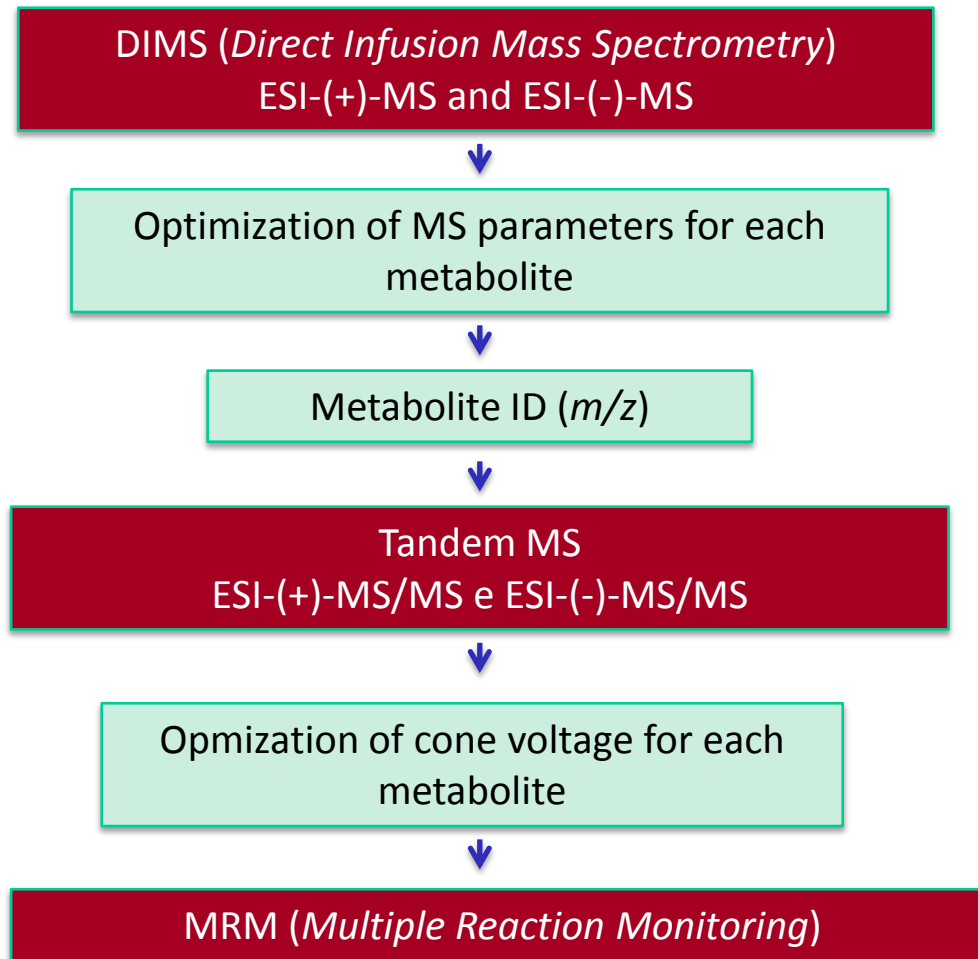 DIMS (Direct Infusion Mass Spectrometry)
ESI-(+)-MS and ESI-(-)-MS
Optimization of MS parameters for each
metabolite
Metabolite ID (m/z)
Tandem MS
ESI-(+)-MS/MS e ESI-(-)-MS/MS
Opmization of cone voltage for each
metabolite
MRM (Multiple Reaction Monitoring)